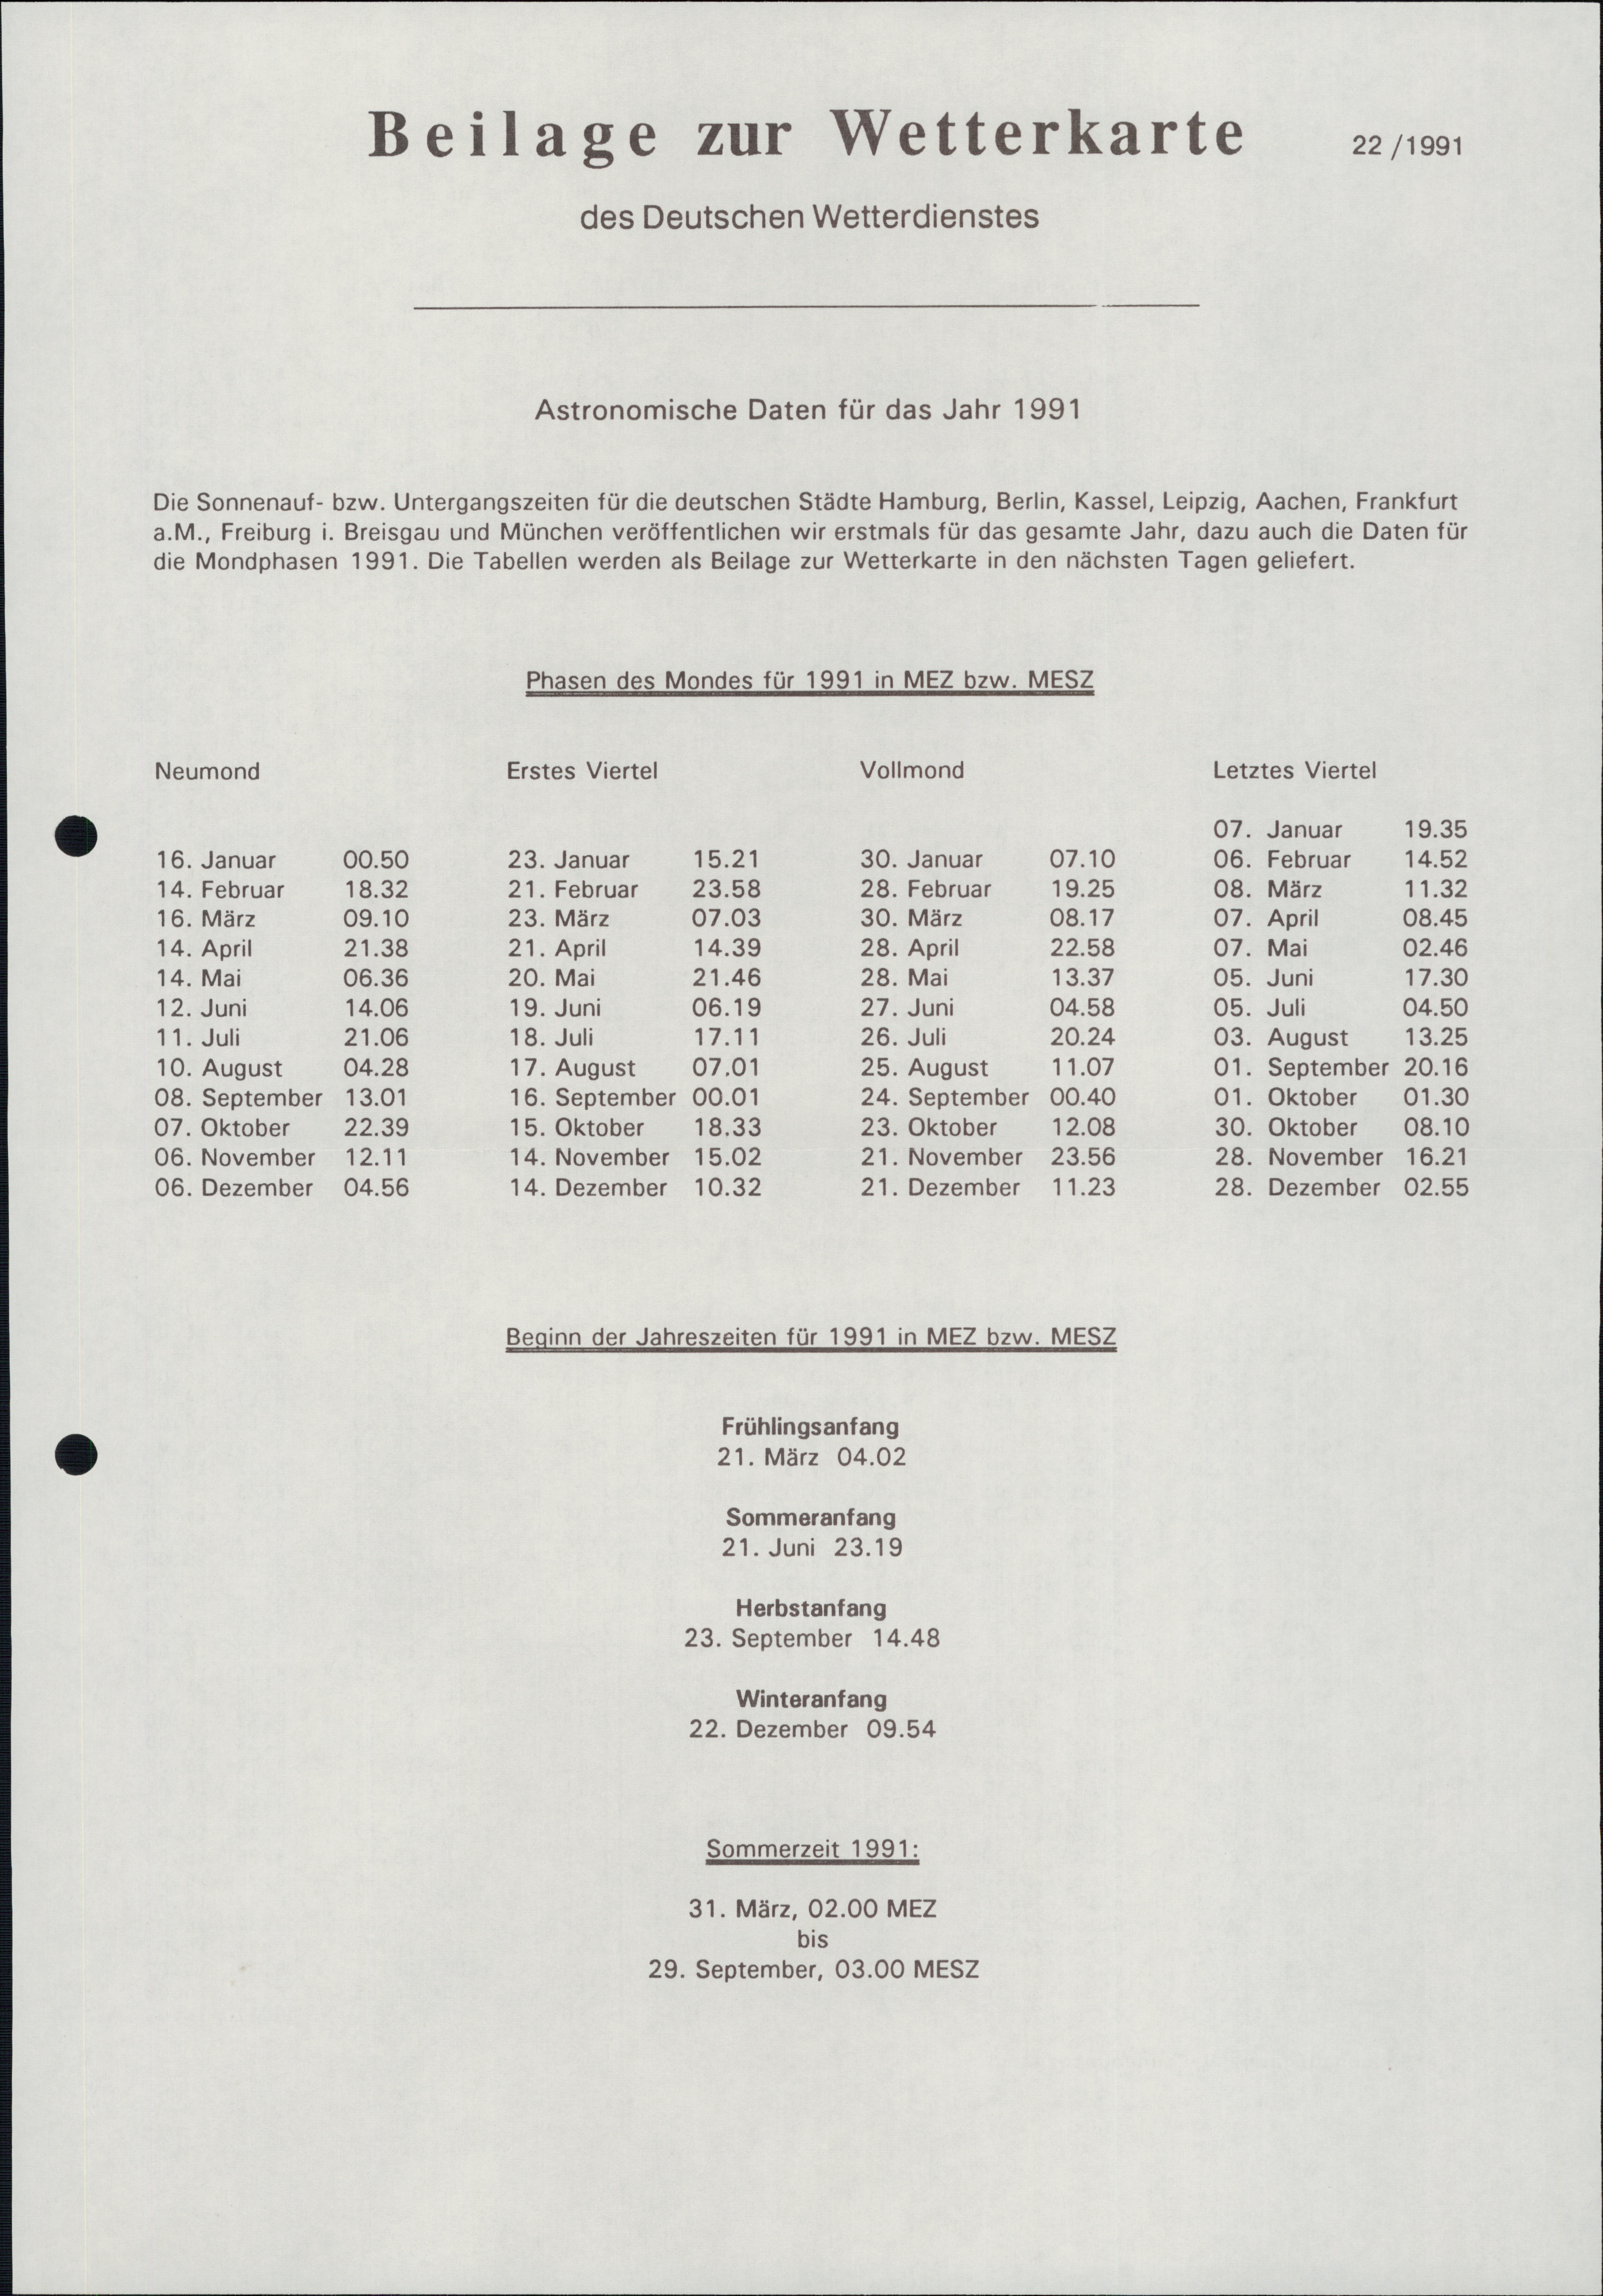 Beilage zur Wetterkarte 22 /1991
des Deutschen Wetterdienstes
Astronomische Daten für das Jahr 1991
Die Sonnenauf- bzw. Untergangszeiten für die deutschen Städte Hamburg, Berlin, Kassel, Leipzig, Aachen, Frankfurt
a.M., Freiburg i. Breisgau und München veröffentlichen wir erstmals für das gesamte Jahr, dazu auch die Daten für
die Mondphasen 1991. Die Tabellen werden als Beilage zur Wetterkarte in den nächsten Tagen geliefert.
Phasen des Mondes für 1991 in MEZ bzw. MESZ
Neumond Erstes Viertel Vollmond Letztes Viertel
07. Januar 19.35
16. Januar 00.50 23. Januar 15.21 30. Januar 07.10 06. Februar 14.52
14. Februar 18.32 21. Februar 23.58 28. Februar 19.25 08. März 11.32
16. März 09.10 23. März 07.03 30. März 08.17 07. April 08.45
14. April 21.38 21. April 14.39 28. April 22.58 07. Mai 02.46
14. Mai 06.36 20. Mai 21.46 28. Mai 13.37 05. Juni 17.30
12. Juni 14.06 19. Juni 06.19 27. Juni 04.58 05. Juli 04.50
11. Juli 21.06 18. Juli 17.11 26. Juli 20.24 03. August 13.25
10. August 04.28 17. August 07.01 25. August 11.07 01. September 20.16
08. September 13.01 16. September 00.01 24. September 00.40 01. Oktober 01.30
07. Oktober 22.39 15. Oktober 18.33 23. Oktober 12.08 30. Oktober 08.10
06. November 12.11 14. November 15.02 21. November 23.56 28. November 16.21
06. Dezember 04.56 14. Dezember 10.32 21. Dezember 11.23 28. Dezember 02.55
Beginn der Jahreszeiten für 1991 in MEZ bzw. MESZ
Frühlingsanfang
21. März 04.02
Sommeranfang
21. Juni 23.19
Herbstanfang
23. September 14.48
Winteranfang
22. Dezember 09.54
Sommerzeit 1991:
31. März, 02.00 MEZ
bis
29. September, 03.00 MESZ